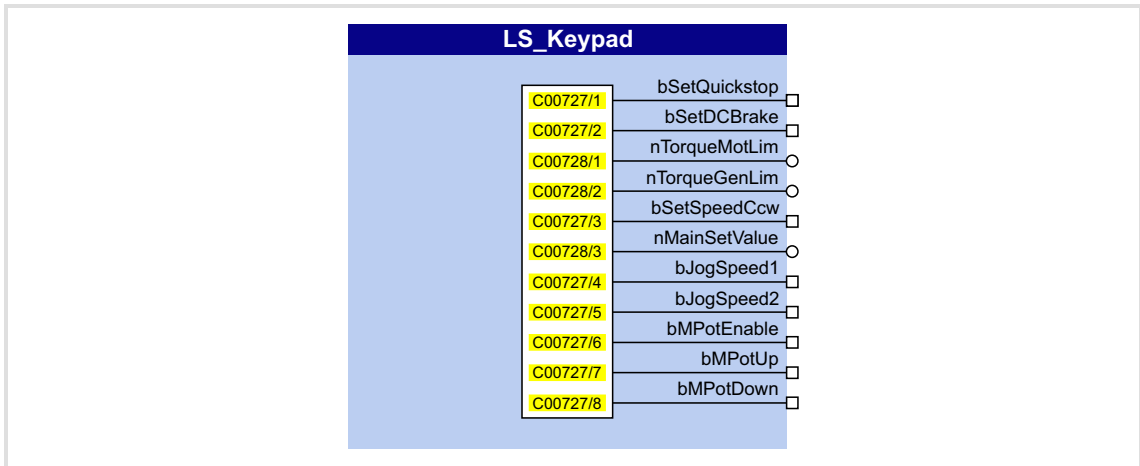 LS_Keypad
C00727/1 bSetQuickstop
C00727/2 bSetDCBrake
C00728/1 nTorqueMotLim
C00728/2 nTorqueGenLim
C00727/3 bSetSpeedCcw
C00728/3 nMainSetValue
C00727/4 bJogSpeed1
C00727/5 bJogSpeed2
C00727/6 bMPotEnable
C00727/7 bMPotUp
C00727/8 bMPotDown